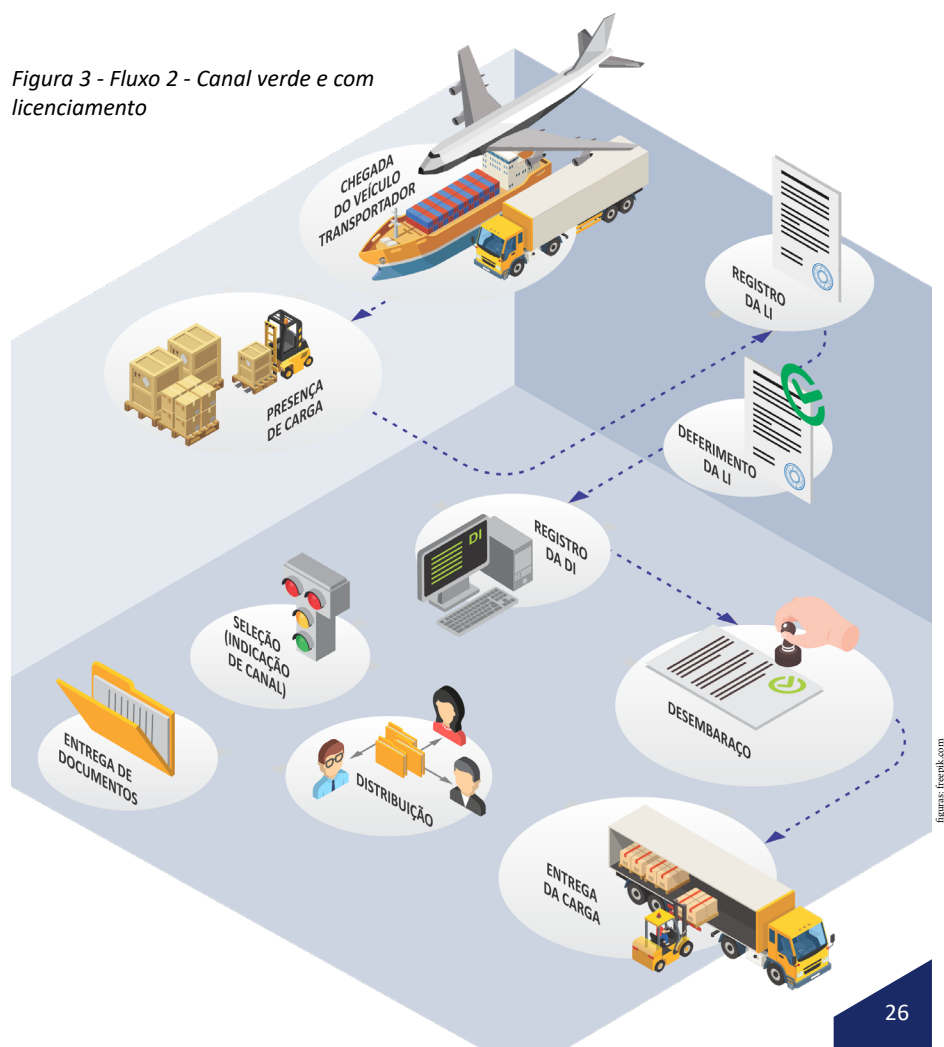 Figura 3 - Fluxo 2 - Canal verde e com
licenciamento
CHEGADA
DO VEÍCULO
TRANSPORTADOR
REGISTRO
DA LI
PRESENÇA
DE CARGA
DEFERIMENTO
DA LI
DI
REGISTRO
DA DI
SELEÇÃO
(INDICAÇÃO
DE CANAL)
DESEMBARAÇO
ENTREGA DE
DOCUMENTOS
DISTRIBUIÇÃO
ENTREGA
DA CARGA
figuras: freepik.com
26